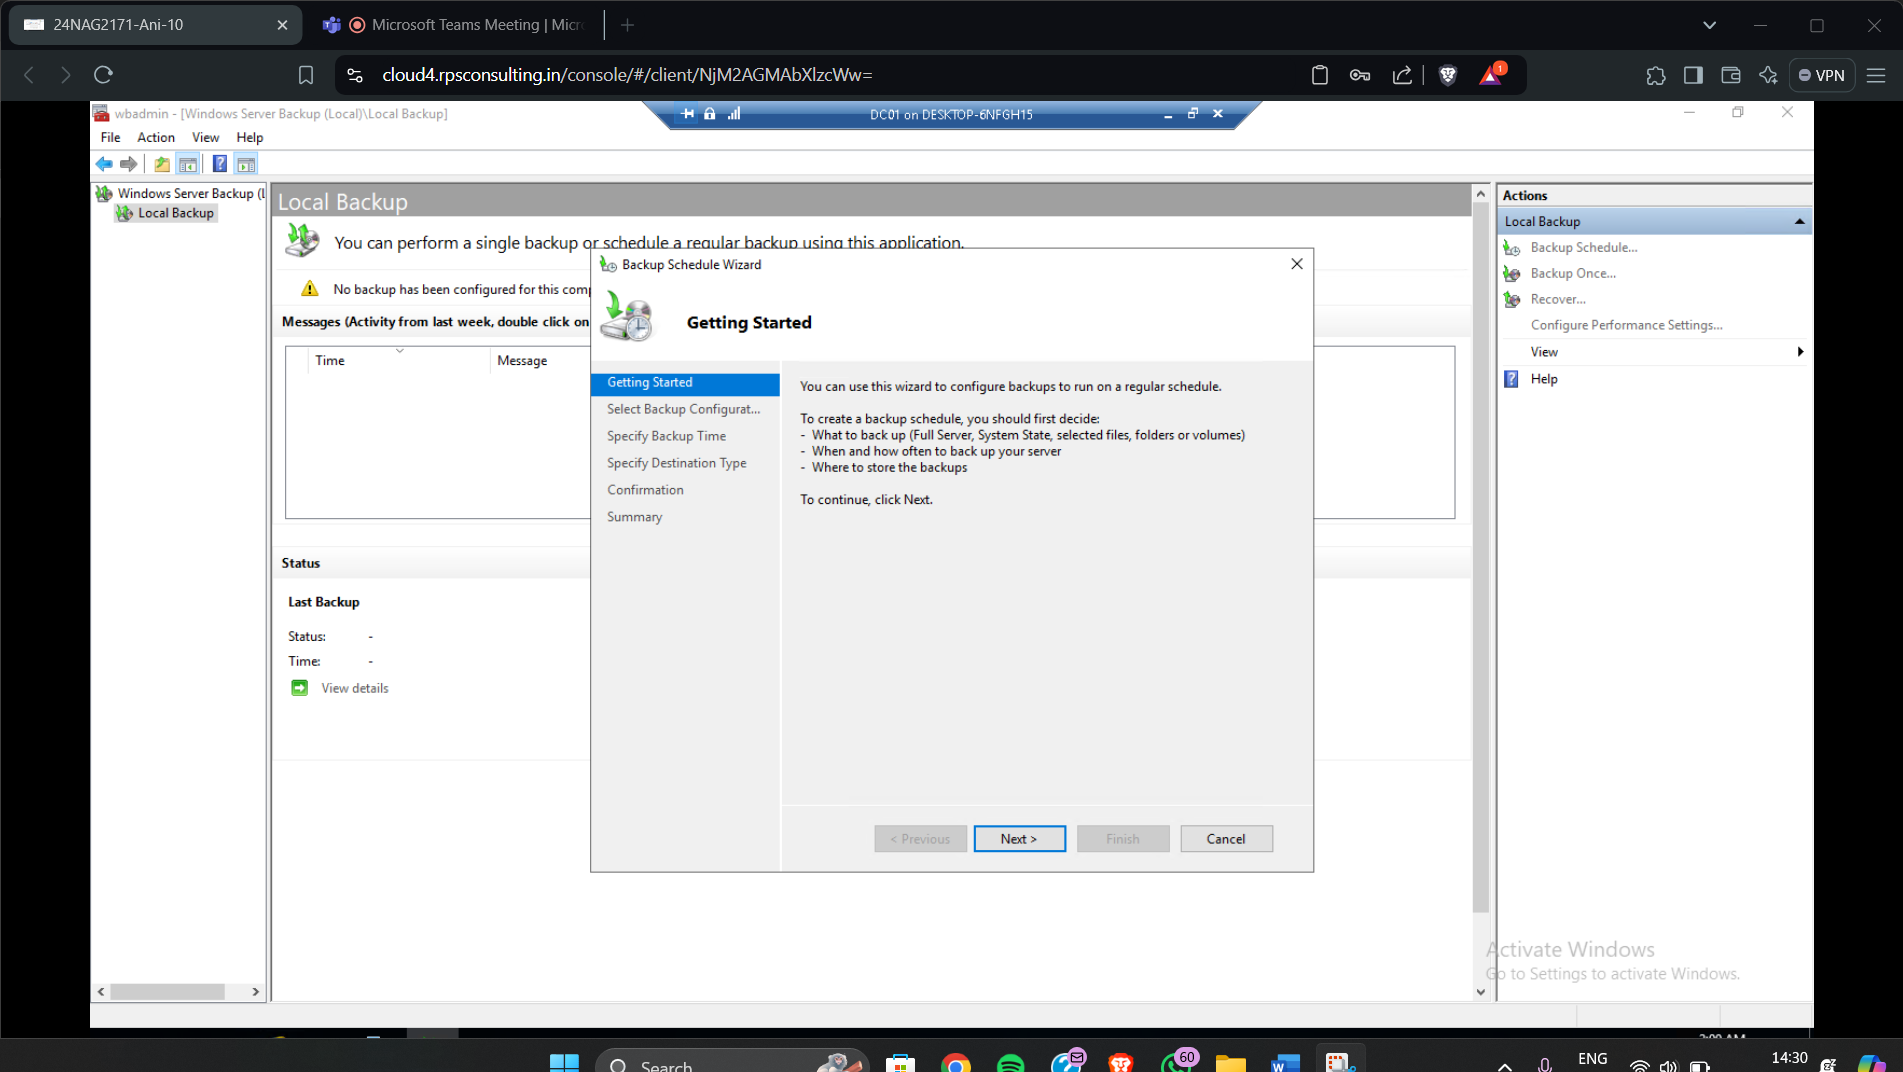 24NAG2171-Ani-10
Microsoft Teams Meeting | Micr
cloud4.rpsconsulting.in/console/#/client/NjM2AGMAbXlzcWw=
1
VPN
wbadmin - [Windows Server Backup (Local)\Local Backup]
DC01 on DESKTOP-6NFGH15
File Action View Help
Windows Server Backup (L
Local Backup
Local Backup
You can perform a single backup or schedule a regular backup using this application.
No backup has been configured for this comp
Messages (Activity from last week, double click on
Time Message
Status
Last Backup
Status: -
Time: -
View details
Backup Schedule Wizard
Getting Started
Getting Started
Select Backup Configurat...
Specify Backup Time
Specify Destination Type
Confirmation
Summary
You can use this wizard to configure backups to run on a regular schedule.
To create a backup schedule, you should first decide:
- What to back up (Full Server, System State, selected files, folders or volumes)
- When and how often to back up your server
- Where to store the backups
To continue, click Next.
< Previous Next > Finish Cancel
Actions
Local Backup
Backup Schedule...
Backup Once...
Recover...
Configure Performance Settings...
View
Help
Activate Windows
Go to Settings to activate Windows.
Search
60
ENG
14:30